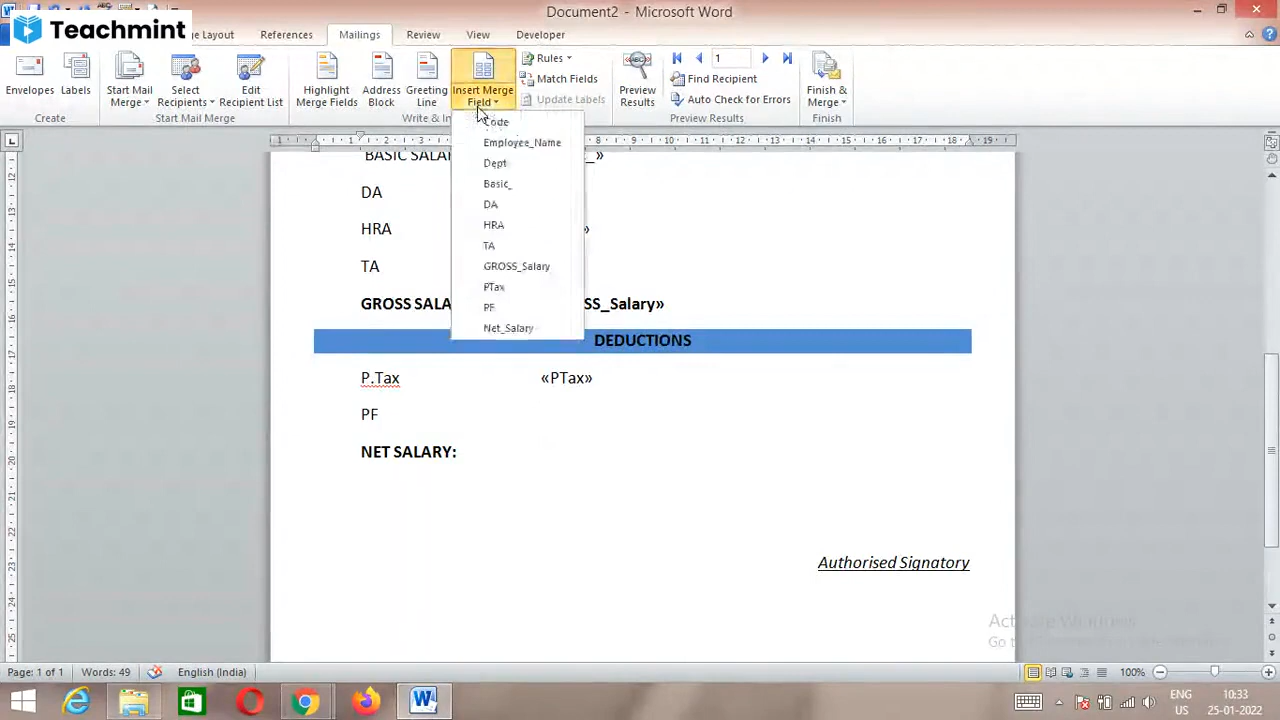 Document2 - Microsoft Word
Teachmint
Layout References Mailings Review View Developer
Envelopes Labels Start Mail Merge Select Recipients Edit Recipient List Highlight Merge Fields Address Block Greeting Line Insert Merge Field Rules Match Fields Update Labels Preview Results 1 Find Recipient Auto Check for Errors Finish & Merge
Create Start Mail Merge Write & In Preview Results Finish
Code
Employee_Name
Dept
Basic_
DA
HRA
TA
GROSS_Salary
PTax
PF
Net_Salary
BASIC SALAR _»
DA
HRA »
TA
GROSS SALA SS_Salary»
DEDUCTIONS
P.Tax «PTax»
PF
NET SALARY:
Authorised Signatory
Activate Windows
Page: 1 of 1 Words: 49 English (India) 100%
ENG 10:33
US 25-01-2022